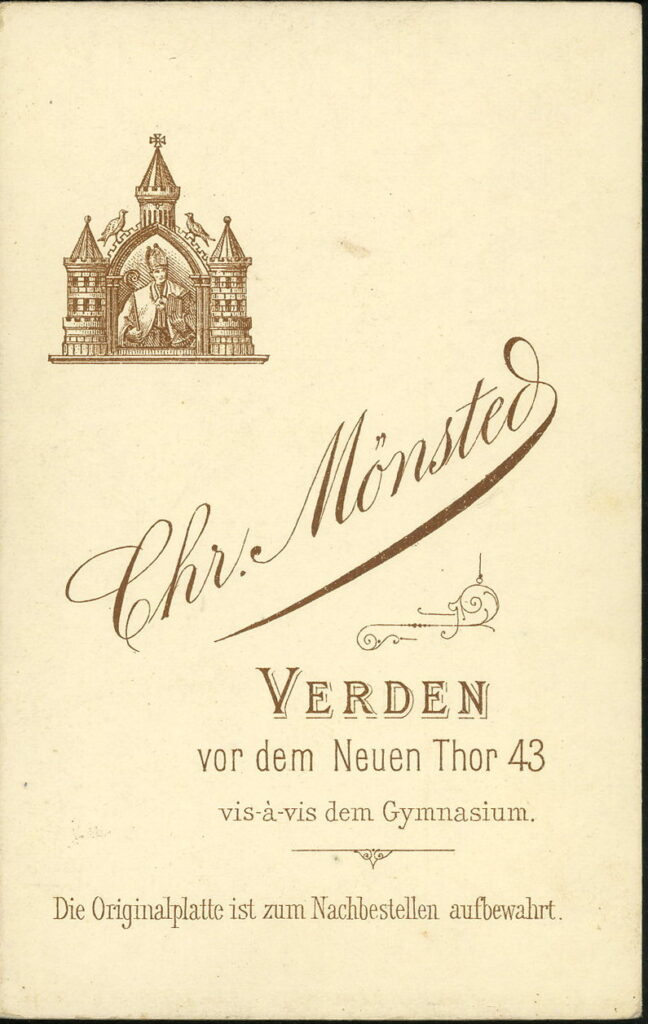 Chr. Mönsted
VERDEN
vor dem Neuen Thor 43
vis-à-vis dem Gymnasium.
Die Originalplatte ist zum Nachbestellen aufbewahrt.